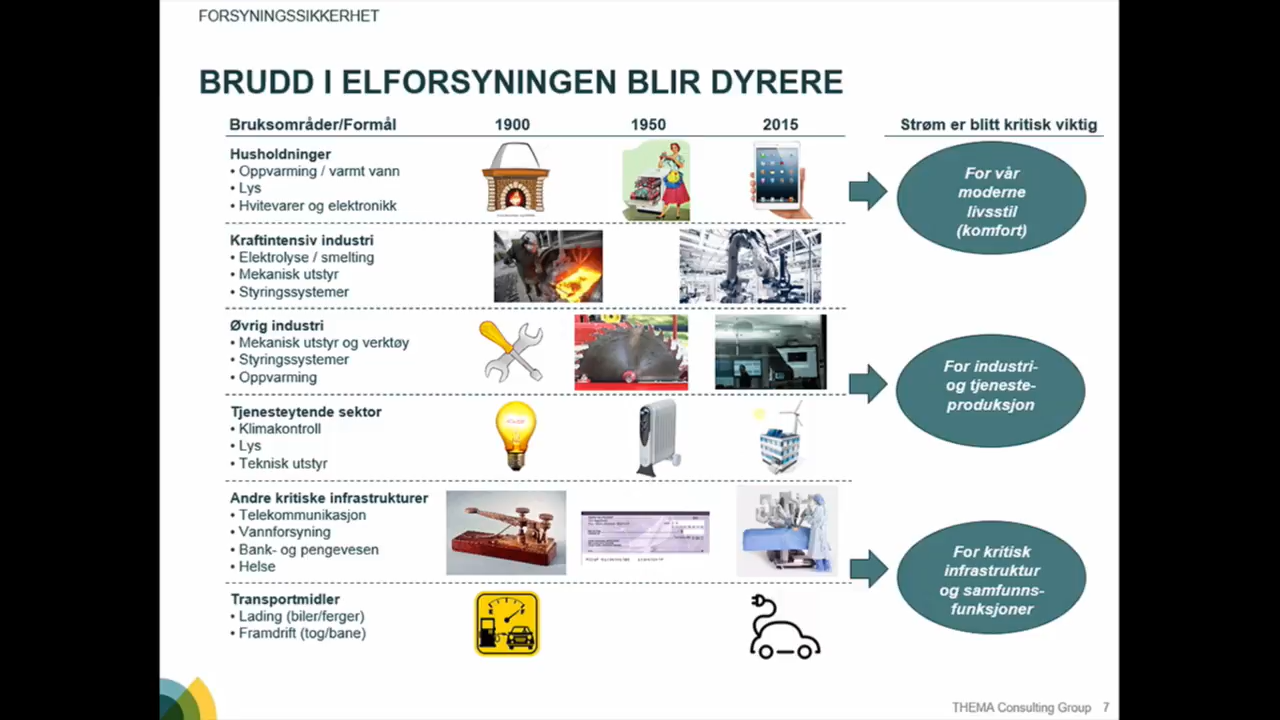 FORSYNINGSSIKKERHET
BRUDD I ELFORSYNINGEN BLIR DYRERE
Bruksområder/Formål 1900 1950 2015 Strøm er blitt kritisk viktig
Husholdninger
• Oppvarming / varmt vann
• Lys
• Hvitevarer og elektronikk
For vår
moderne
livsstil
(komfort)
Kraftintensiv industri
• Elektrolyse / smelting
• Mekanisk utstyr
• Styringssystemer
Øvrig industri
• Mekanisk utstyr og verktøy
• Styringssystemer
• Oppvarming
For industri-
og tjeneste-
produksjon
Tjenesteytende sektor
• Klimakontroll
• Lys
• Teknisk utstyr
Andre kritiske infrastrukturer
• Telekommunikasjon
• Vannforsyning
• Bank- og pengevesen
• Helse
For kritisk
infrastruktur
og samfunns-
funksjoner
Transportmidler
• Lading (biler/ferger)
• Framdrift (tog/bane)
E F
THEMA Consulting Group 7